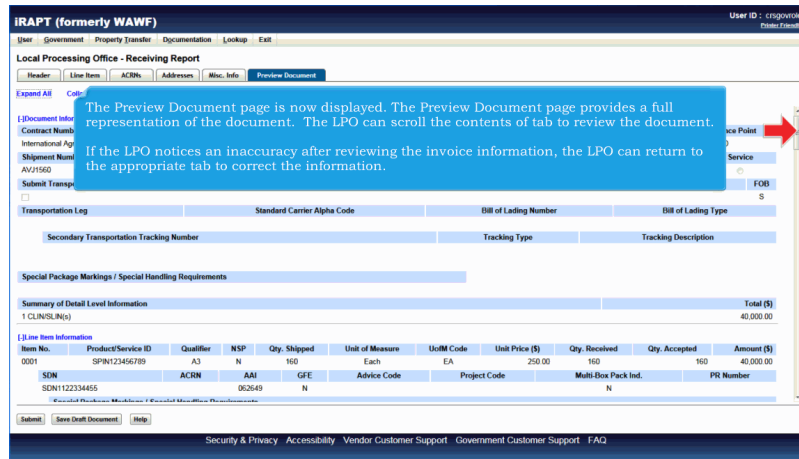 iRAPT (formerly WAWF)
User ID : crsgovrole
Printer Friendly
User Government Property Transfer Documentation Lookup Exit
Local Processing Office - Receiving Report
Header Line Item ACRNs Addresses Misc. Info Preview Document
Expand All
The Preview Document page is now displayed. The Preview Document page provides a full
representation of the document. The LPO can scroll the contents of tab to review the document.
If the LPO notices an inaccuracy after reviewing the invoice information, the LPO can return to
the appropriate tab to correct the information.
[-]Document Infor
Contract Numb nce Point
International Agr
Shipment Num Service
AVJ1560
Submit Transpo FOB
S
Transportation Leg Standard Carrier Alpha Code Bill of Lading Number Bill of Lading Type
Secondary Transportation Tracking Number Tracking Type Tracking Description
Special Package Markings / Special Handling Requirements
Summary of Detail Level Information Total ($)
1 CLIN/SLIN(s) 40,000.00
[-]Line Item Information
Item No. Product/Service ID Qualifier NSP Qty. Shipped Unit of Measure UofM Code Unit Price ($) Qty. Received Qty. Accepted Amount ($)
0001 SPIN123456789 A3 N 160 Each EA 250.00 160 160 40,000.00
SDN ACRN AAI GFE Advice Code Project Code Multi-Box Pack Ind. PR Number
SDN1122334455 062649 N N
Special Package Markings / Special Handling Requirements
Submit Save Draft Document Help
Security & Privacy Accessibility Vendor Customer Support Government Customer Support FAQ